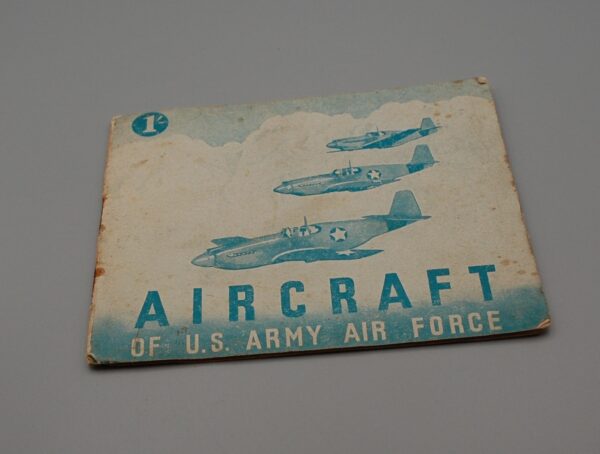 1/-
AIRCRAFT
OF U.S. ARMY AIR FORCE